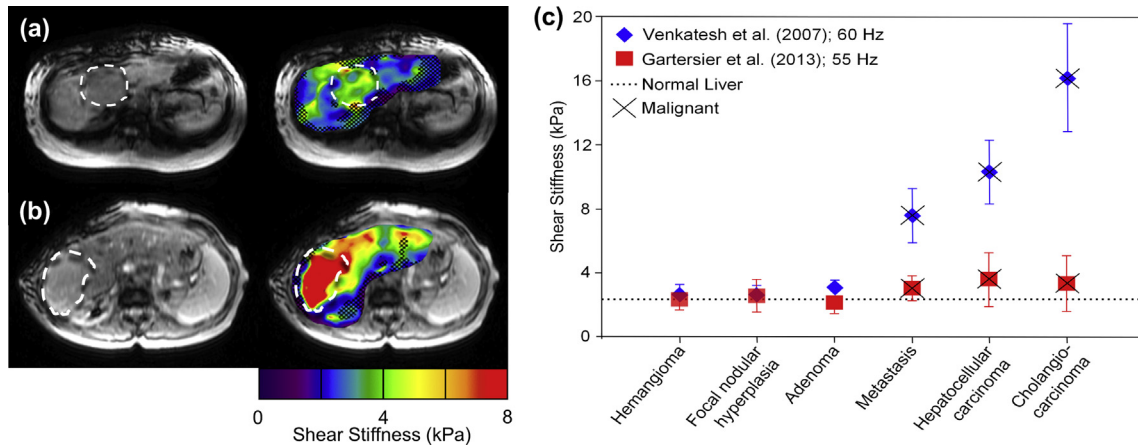 (a)
(b)
0
4
8
Shear Stiffness (kPa)
(c)
20
16
12
8
4
0
Shear Stiffness (kPa)
Venkatesh et al. (2007); 60 Hz
Gartersier et al. (2013); 55 Hz
Normal Liver
Malignant
Hemangioma
Focal nodular
hyperplasia
Adenoma
Metastasis
Hepatocellular
carcinoma
Cholangio-
carcinoma